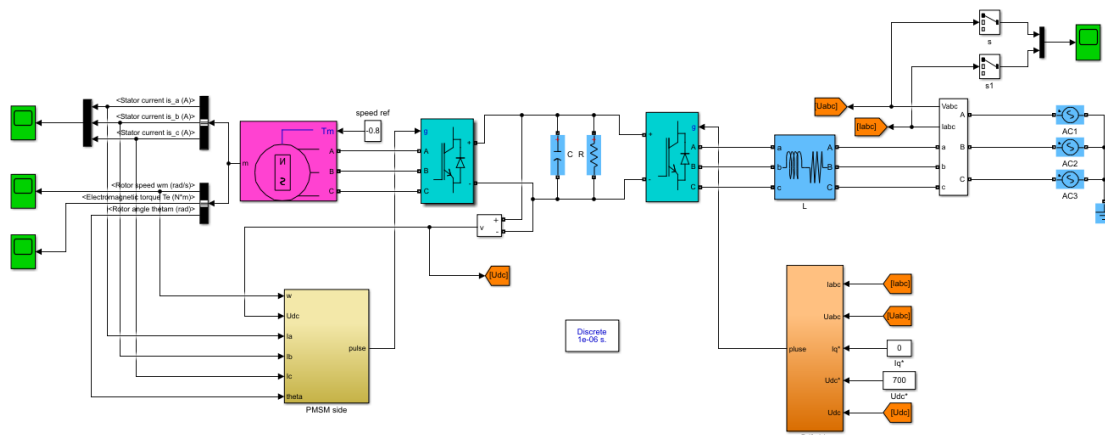 s
s1
[Uabc]
[Iabc]
Vabc
Iabc
A
a
B
b
C
c
AC1
AC2
AC3
<Stator current is_a (A)>
<Stator current is_b (A)>
<Stator current is_c (A)>
<Rotor speed wm (rad/s)>
<Electromagnetic torque Te (N*m)>
<Rotor angle thetam (rad)>
speed ref
-0.8
Tm
m
N
S
A
B
C
g
A
B
C
+
-
C
R
+
-
g
A
B
C
a
b
c
A
B
C
L
v
+
-
[Udc]
w
Udc
Ia
Ib
Ic
theta
pulse
PMSM side
Discrete
1e-06 s.
pluse
Iabc
Uabc
Iq*
Udc*
Udc
[Iabc]
[Uabc]
0
Iq*
700
Udc*
[Udc]